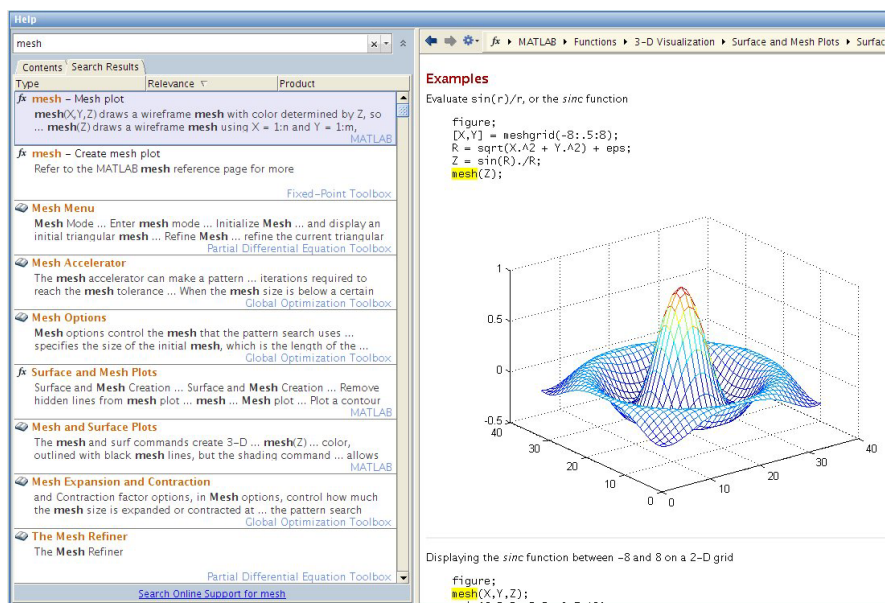 Help
mesh
Contents Search Results
Type Relevance Product
fx mesh – Mesh plot
mesh(X,Y,Z) draws a wireframe mesh with color determined by Z, so
... mesh(Z) draws a wireframe mesh using X = 1:n and Y = 1:m,
MATLAB
fx mesh – Create mesh plot
Refer to the MATLAB mesh reference page for more
Fixed-Point Toolbox
Mesh Menu
Mesh Mode ... Enter mesh mode ... Initialize Mesh ... and display an
initial triangular mesh ... Refine Mesh ... refine the current triangular
Partial Differential Equation Toolbox
Mesh Accelerator
The mesh accelerator can make a pattern ... iterations required to
reach the mesh tolerance ... When the mesh size is below a certain
Global Optimization Toolbox
Mesh Options
Mesh options control the mesh that the pattern search uses ...
specifies the size of the initial mesh, which is the length of the ...
Global Optimization Toolbox
fx Surface and Mesh Plots
Surface and Mesh Creation ... Surface and Mesh Creation ... Remove
hidden lines from mesh plot ... mesh ... Mesh plot ... Plot a contour
MATLAB
Mesh and Surface Plots
The mesh and surf commands create 3-D ... mesh(Z) ... color,
outlined with black mesh lines, but the shading command ... allows
MATLAB
Mesh Expansion and Contraction
and Contraction factor options, in Mesh options, control how much
the mesh size is expanded or contracted at ... the pattern search
Global Optimization Toolbox
The Mesh Refiner
The Mesh Refiner
Partial Differential Equation Toolbox
Search Online Support for mesh
fx ▸ MATLAB ▸ Functions ▸ 3-D Visualization ▸ Surface and Mesh Plots ▸ Surfac
Examples
Evaluate sin(r)/r, or the sinc function
figure;
[X,Y] = meshgrid(-8:.5:8);
R = sqrt(X.^2 + Y.^2) + eps;
Z = sin(R)./R;
mesh(Z);
1
0.5
0
-0.5
40
30
20
10
0
0
10
20
30
40
Displaying the sinc function between -8 and 8 on a 2-D grid
figure;
mesh(X,Y,Z);